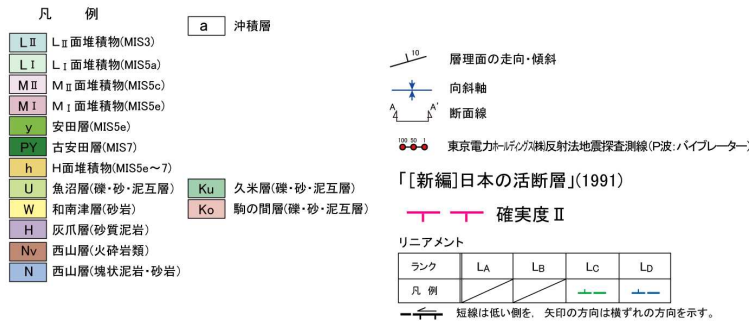 凡 例
LⅡ LⅡ面堆積物(MIS3)
LⅠ LⅠ面堆積物(MIS5a)
MⅡ MⅡ面堆積物(MIS5c)
MⅠ MⅠ面堆積物(MIS5e)
y 安田層(MIS5e)
PY 古安田層(MIS7)
h H面堆積物(MIS5e～7)
U 魚沼層(礫・砂・泥互層)
W 和南津層(砂岩)
H 灰爪層(砂質泥岩)
Nv 西山層(火砕岩類)
N 西山層(塊状泥岩・砂岩)
a 沖積層
Ku 久米層(礫・砂・泥互層)
Ko 駒の間層(礫・砂・泥互層)
10 層理面の走向・傾斜
向斜軸
A A' 断面線
100 50 1 東京電力ホールディングス㈱反射法地震探査測線(P波：バイブレーター)
「[新編]日本の活断層」(1991)
確実度Ⅱ
リニアメント
ランク LA LB LC LD
凡 例
短線は低い側を, 矢印の方向は横ずれの方向を示す。